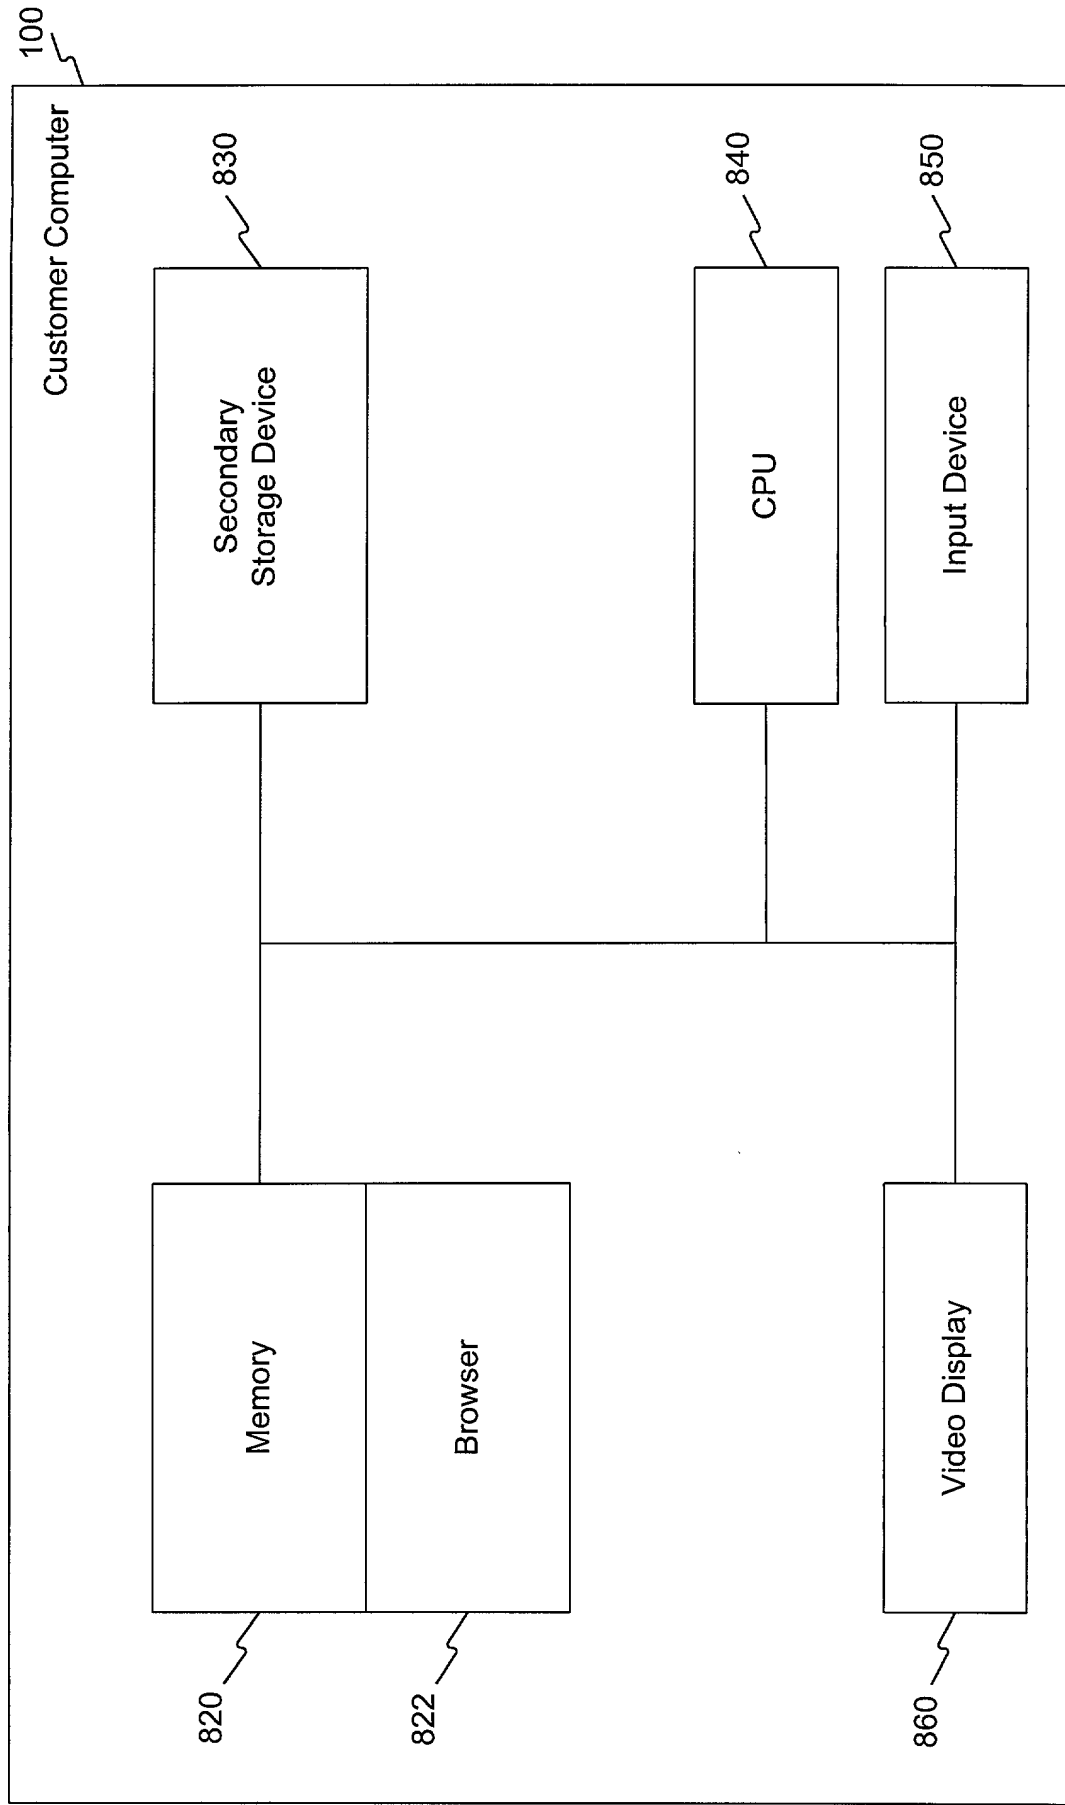 Customer Computer
100
820
Memory
Secondary
Storage Device
830
822
Browser
CPU
840
860
Video Display
Input Device
850